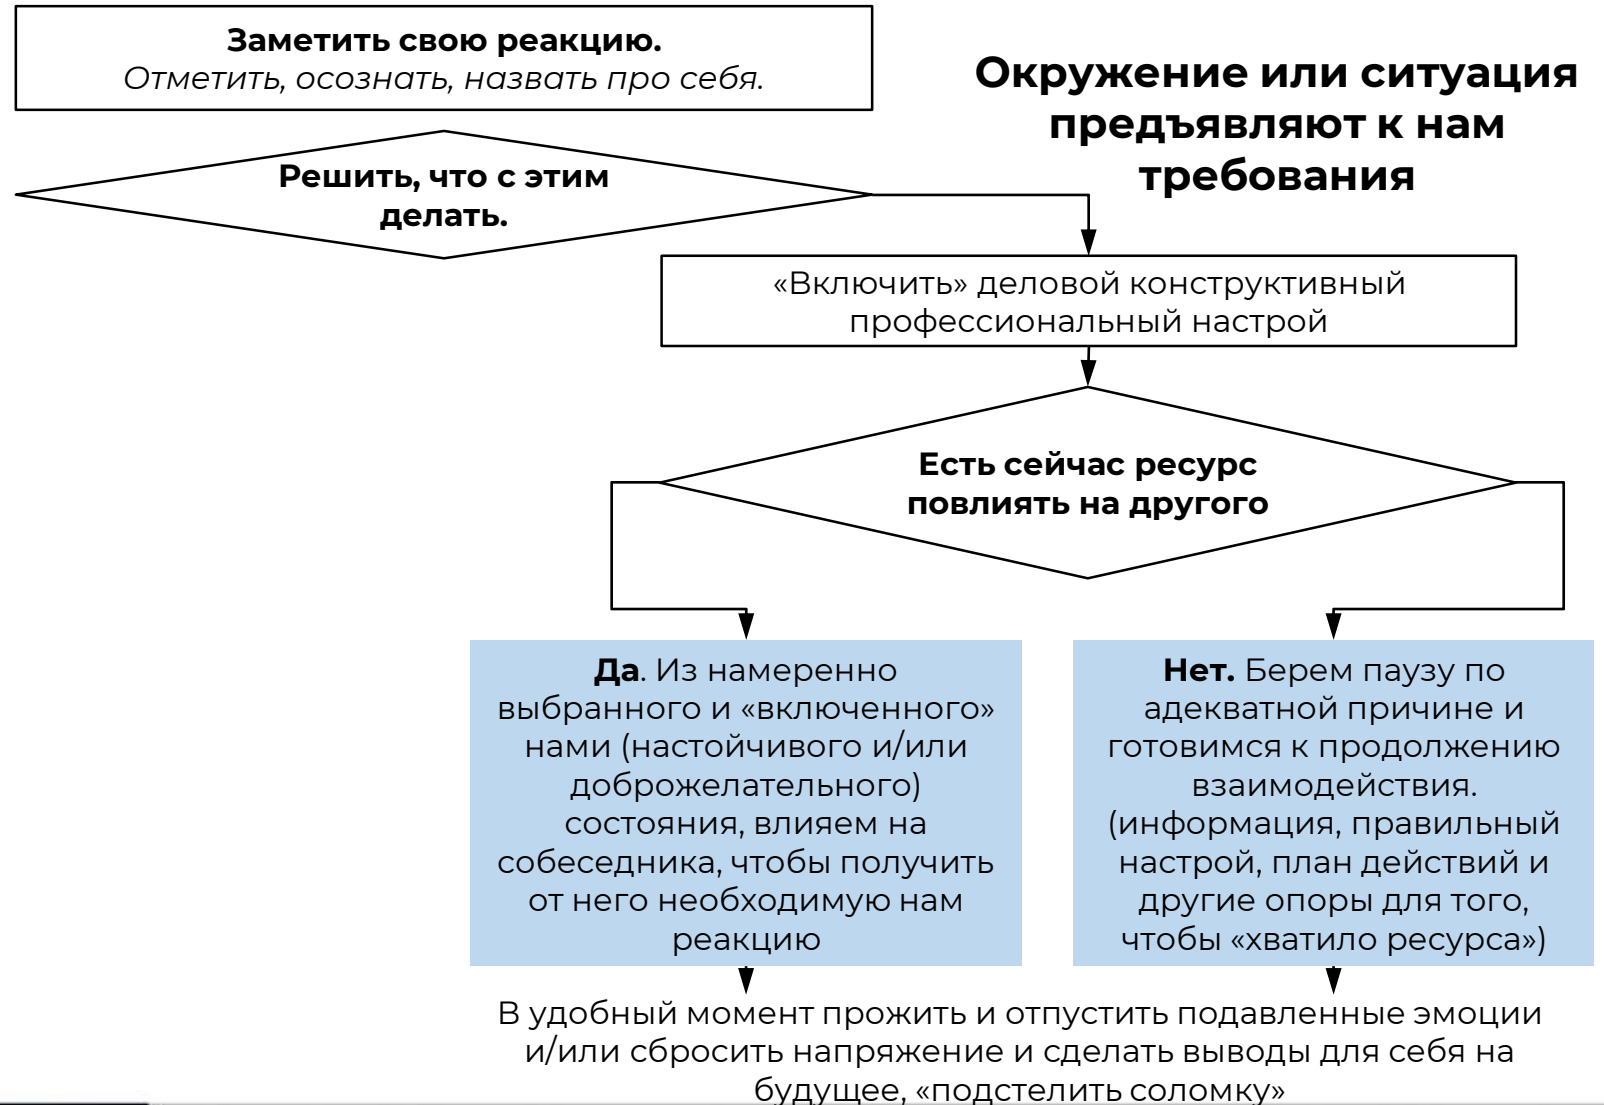 Заметить свою реакцию.
Отметить, осознать, назвать про себя.
Окружение или ситуация
предъявляют к нам
требования
Решить, что с этим
делать.
«Включить» деловой конструктивный
профессиональный настрой
Есть сейчас ресурс
повлиять на другого
Да. Из намеренно
выбранного и «включенного»
нами (настойчивого и/или
доброжелательного)
состояния, влияем на
собеседника, чтобы получить
от него необходимую нам
реакцию
Нет. Берем паузу по
адекватной причине и
готовимся к продолжению
взаимодействия.
(информация, правильный
настрой, план действий и
другие опоры для того,
чтобы «хватило ресурса»)
В удобный момент прожить и отпустить подавленные эмоции
и/или сбросить напряжение и сделать выводы для себя на
будущее, «подстелить соломку»